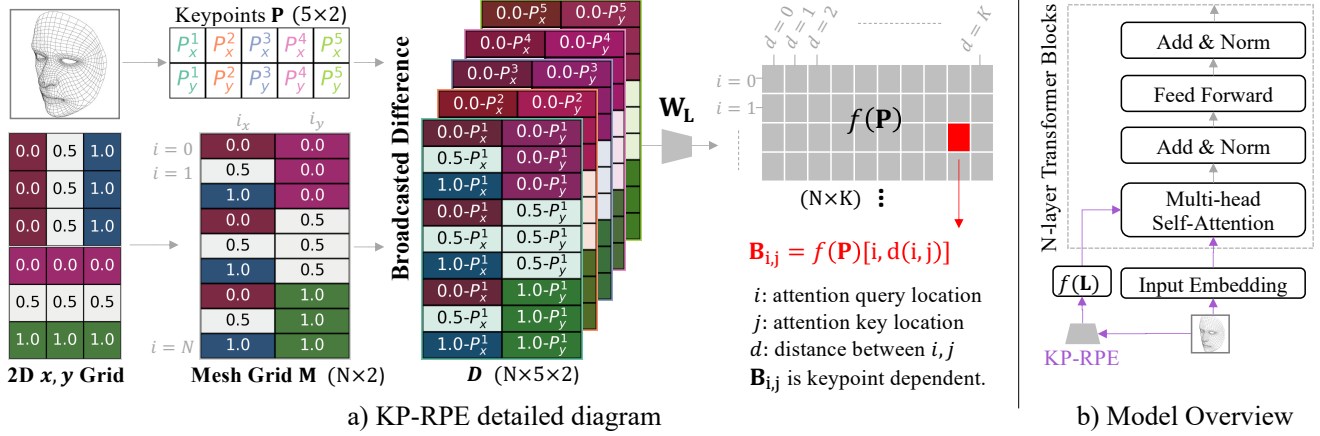 Keypoints P (5×2)
P_x^1 P_x^2 P_x^3 P_x^4 P_x^5
P_y^1 P_y^2 P_y^3 P_y^4 P_y^5
0.0 0.5 1.0
0.0 0.5 1.0
0.0 0.5 1.0
0.0 0.0 0.0
0.5 0.5 0.5
1.0 1.0 1.0
2D x, y Grid
i_x i_y
i = 0 0.0 0.0
i = 1 0.5 0.0
1.0 0.0
0.0 0.5
0.5 0.5
1.0 0.5
0.0 1.0
0.5 1.0
i = N 1.0 1.0
Mesh Grid M (N×2)
Broadcasted Difference
0.0-P_x^5 0.0-P_y^5
0.0-P_x^4 0.0-P_y^4
0.0-P_x^3 0.0-P_y^3
0.0-P_x^2 0.0-P_y^2
0.0-P_x^1 0.0-P_y^1
0.5-P_x^1 0.0-P_y^1
1.0-P_x^1 0.0-P_y^1
0.0-P_x^1 0.5-P_y^1
0.5-P_x^1 0.5-P_y^1
1.0-P_x^1 0.5-P_y^1
0.0-P_x^1 1.0-P_y^1
0.5-P_x^1 1.0-P_y^1
1.0-P_x^1 1.0-P_y^1
D (N×5×2)
W_L
d = 0 d = 1 d = 2 d = K
i = 0
i = 1
f(P)
(N×K)
B_i,j = f(P)[i, d(i, j)]
i: attention query location
j: attention key location
d: distance between i, j
B_i,j is keypoint dependent.
a) KP-RPE detailed diagram
N-layer Transformer Blocks
Add & Norm
Feed Forward
Add & Norm
Multi-head
Self-Attention
f(L)
Input Embedding
KP-RPE
b) Model Overview